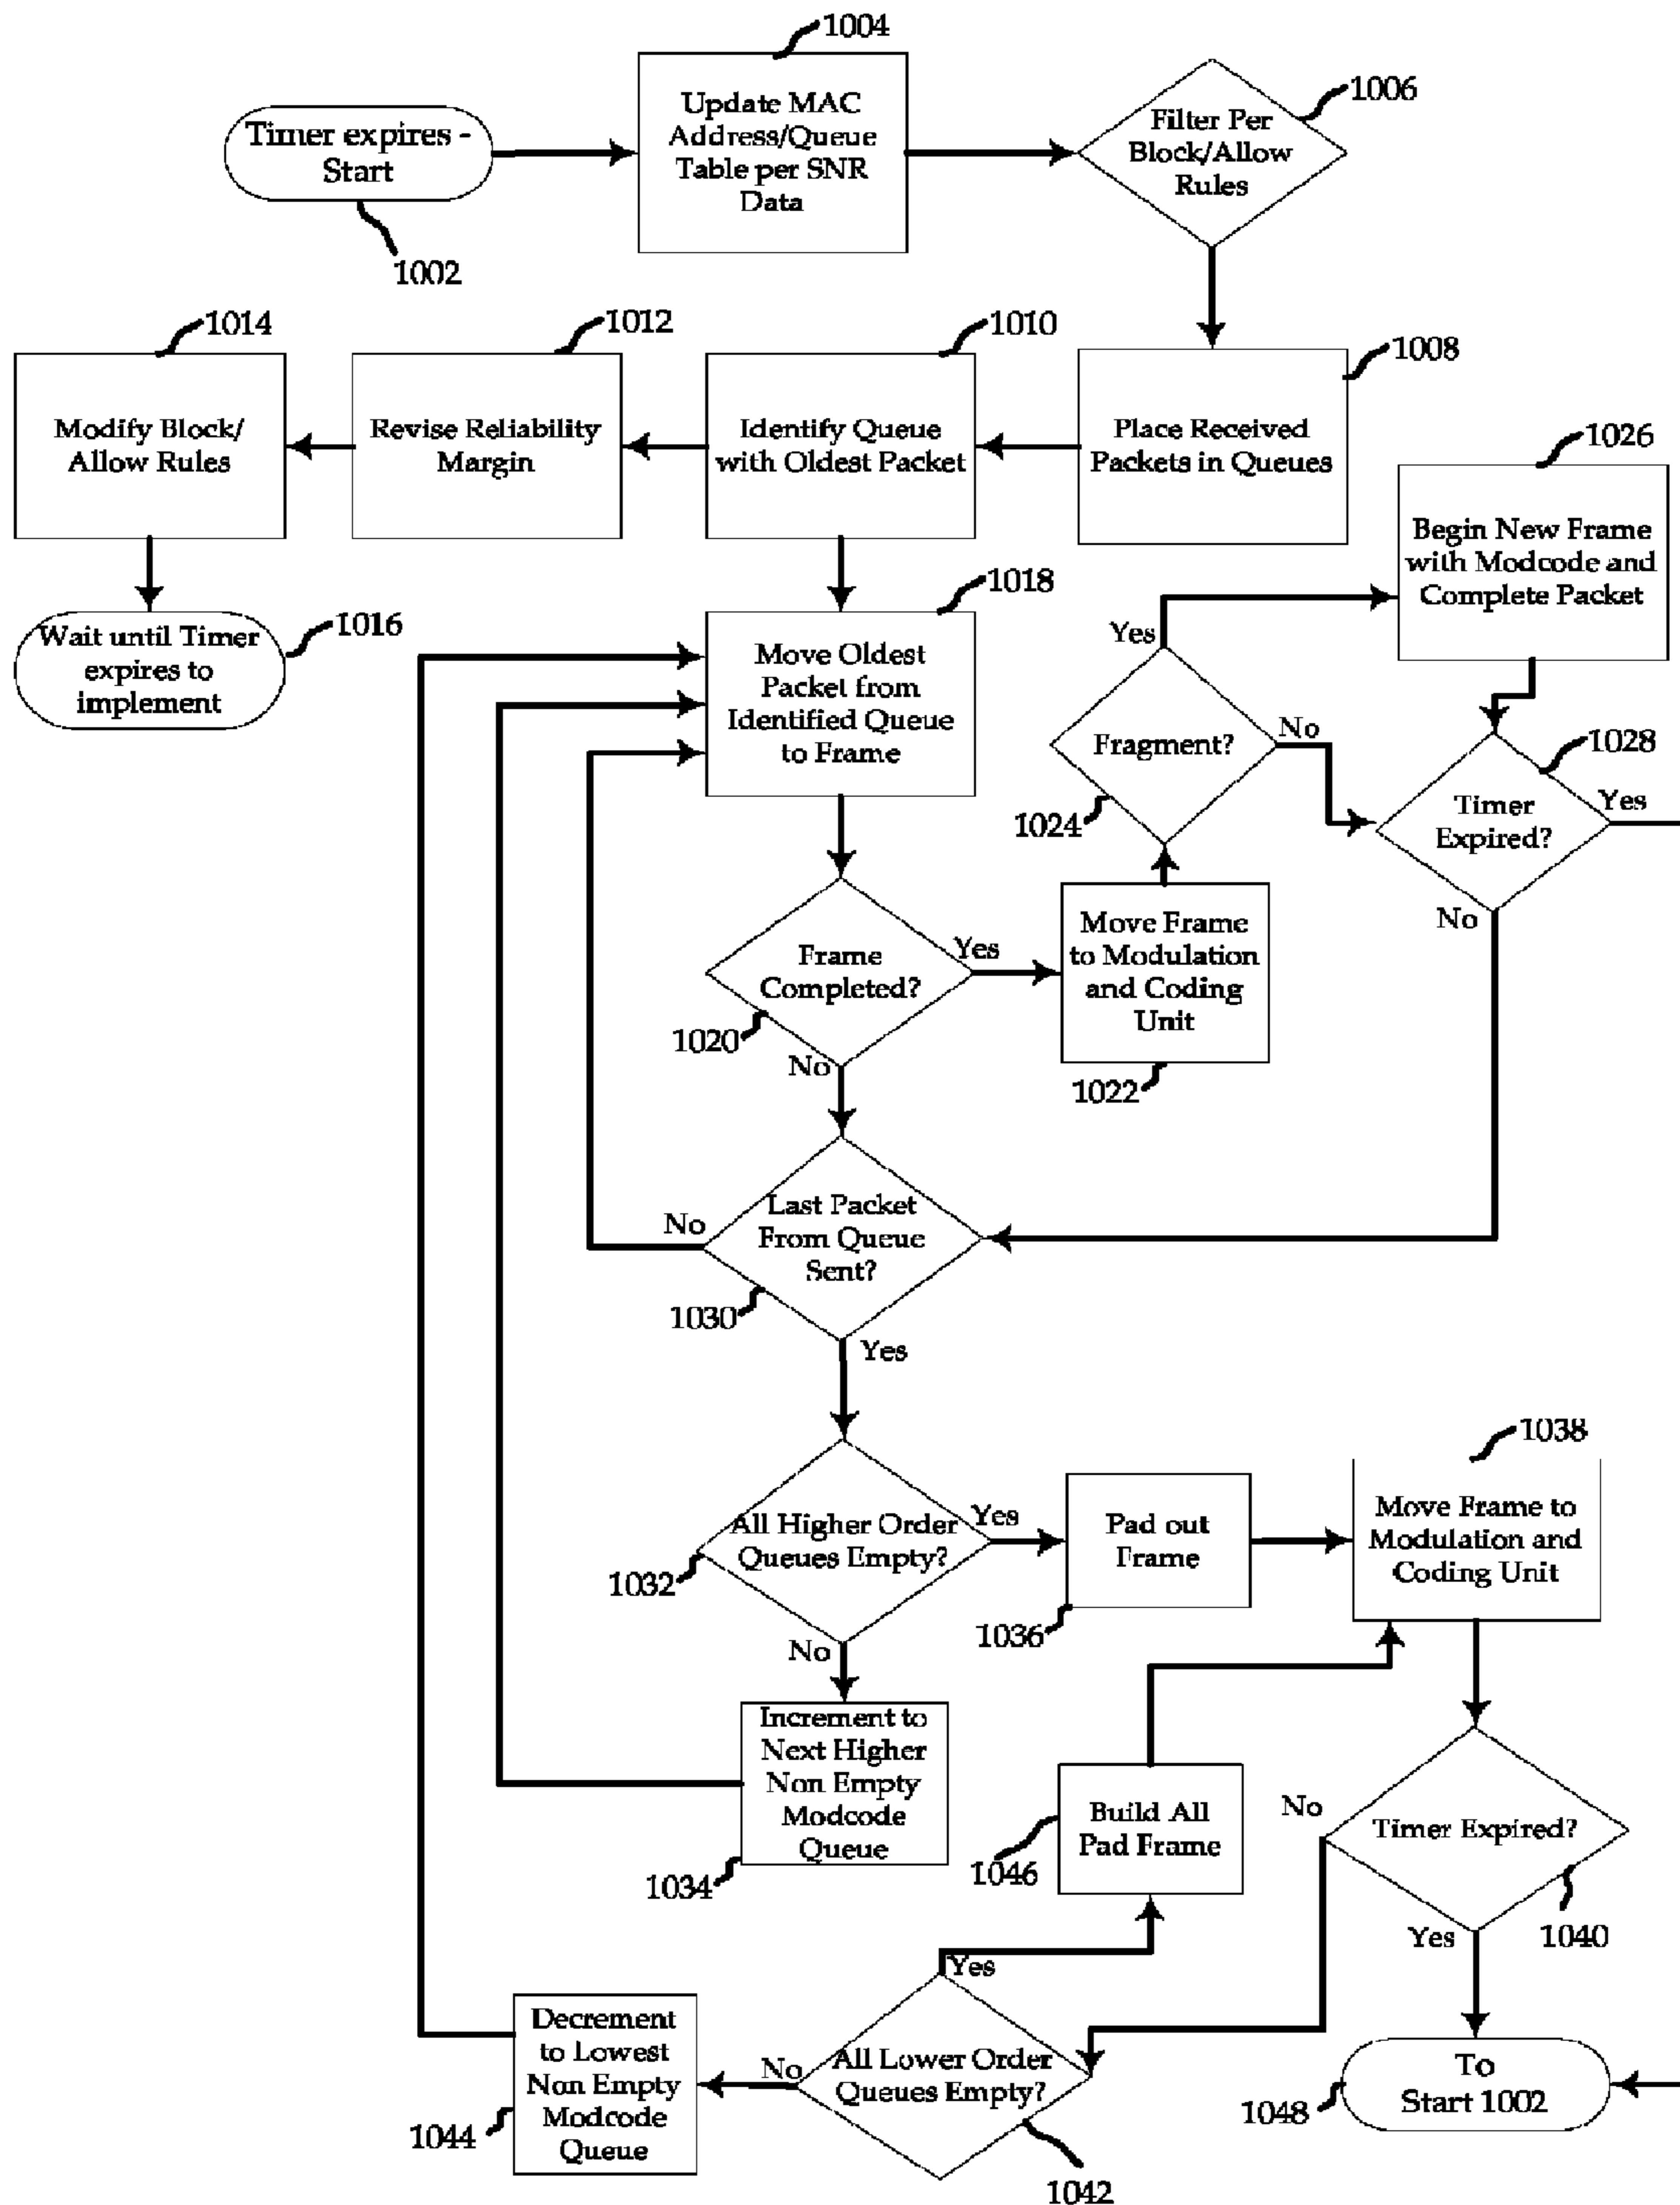 1004
Update MAC
Address/Queue
Table per SNR
Data
1006
Filter Per
Block/Allow
Rules
Timer expires -
Start
1002
1014
Modify Block/
Allow Rules
1012
Revise Reliability
Margin
1010
Identify Queue
with Oldest Packet
1008
Place Received
Packets in Queues
1026
Begin New Frame
with Modcode and
Complete Packet
Wait until Timer
expires to
implement
1016
1018
Move Oldest
Packet from
Identified Queue
to Frame
Yes
Fragment?
No
1024
1028
Timer
Expired?
Yes
No
Frame
Completed?
Yes
1020
No
Move Frame
to Modulation
and Coding
Unit
1022
Last Packet
From Queue
Sent?
No
1030
Yes
All Higher Order
Queues Empty?
Yes
1032
No
Pad out
Frame
1036
1038
Move Frame to
Modulation and
Coding Unit
Increment to
Next Higher
Non Empty
Modcode
Queue
1034
Build All
Pad Frame
1046
No
Timer Expired?
1040
Yes
Yes
Decrement
to Lowest
Non Empty
Modcode
Queue
1044
No
All Lower Order
Queues Empty?
1042
To
Start 1002
1048